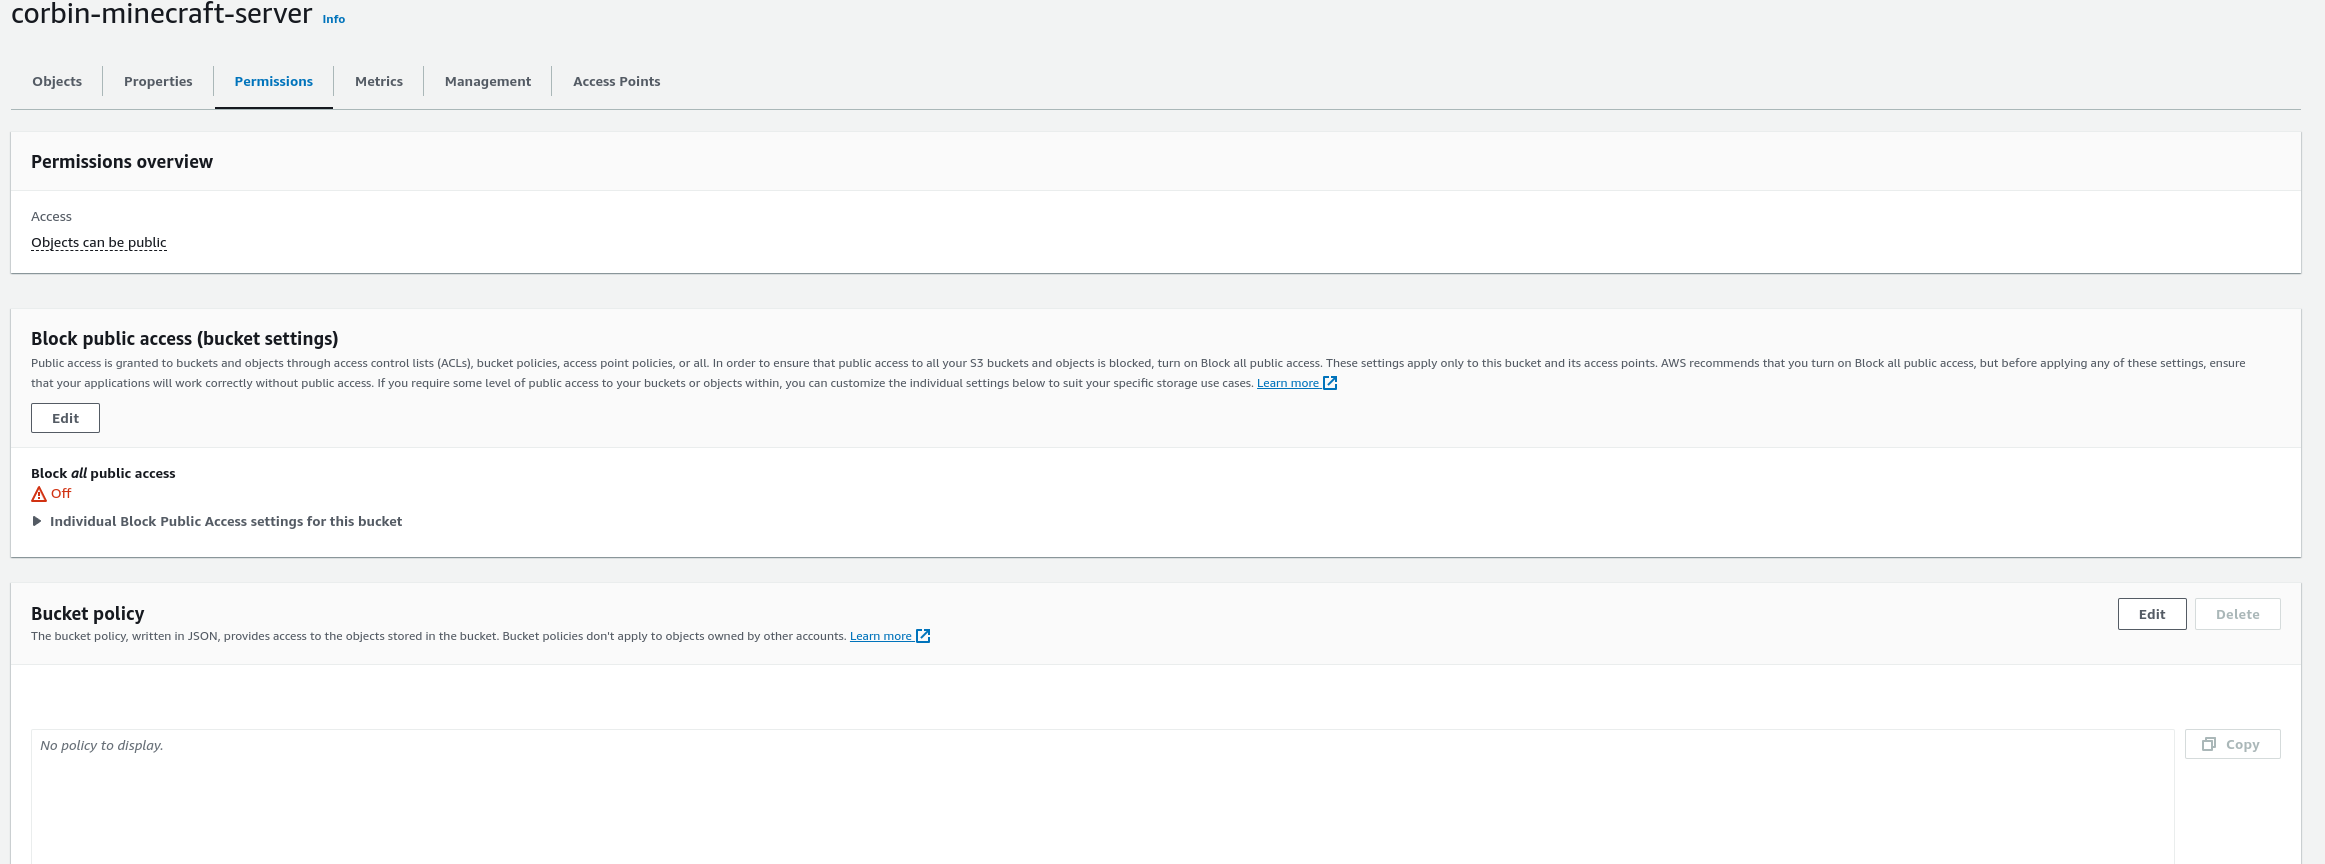 corbin-minecraft-server Info
Objects Properties Permissions Metrics Management Access Points
Permissions overview
Access
Objects can be public
Block public access (bucket settings)
Public access is granted to buckets and objects through access control lists (ACLs), bucket policies, access point policies, or all. In order to ensure that public access to all your S3 buckets and objects is blocked, turn on Block all public access. These settings apply only to this bucket and its access points. AWS recommends that you turn on Block all public access, but before applying any of these settings, ensure
that your applications will work correctly without public access. If you require some level of public access to your buckets or objects within, you can customize the individual settings below to suit your specific storage use cases. Learn more
Edit
Block all public access
Off
Individual Block Public Access settings for this bucket
Bucket policy
Edit Delete
The bucket policy, written in JSON, provides access to the objects stored in the bucket. Bucket policies don't apply to objects owned by other accounts. Learn more
No policy to display.
Copy